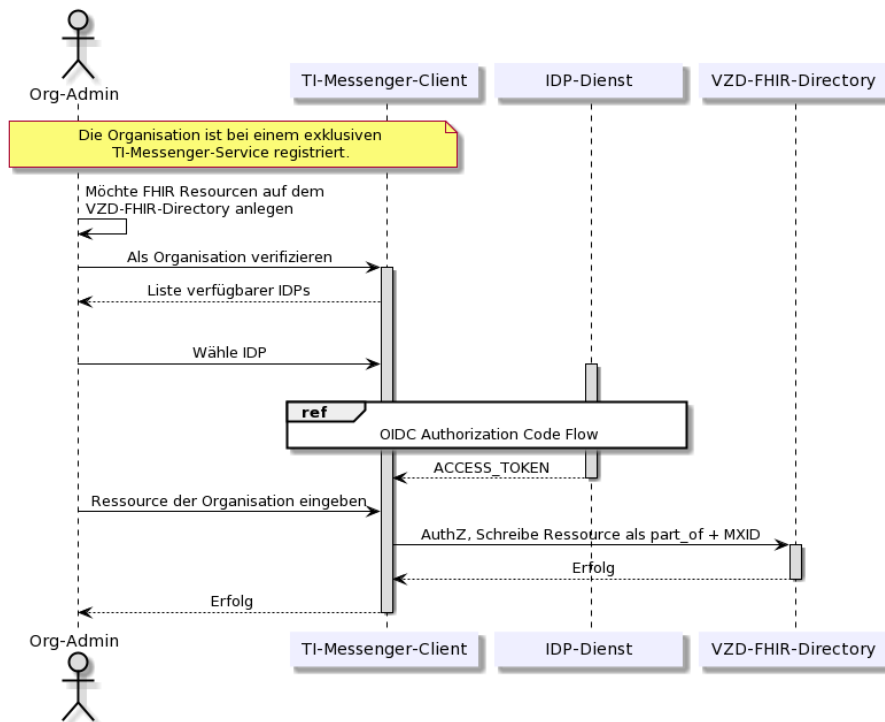 Org-Admin
TI-Messenger-Client
IDP-Dienst
VZD-FHIR-Directory
Die Organisation ist bei einem exklusiven
TI-Messenger-Service registriert.
Möchte FHIR Resourcen auf dem
VZD-FHIR-Directory anlegen
Als Organisation verifizieren
Liste verfügbarer IDPs
Wähle IDP
ref
OIDC Authorization Code Flow
ACCESS_TOKEN
Ressource der Organisation eingeben
AuthZ, Schreibe Ressource als part_of + MXID
Erfolg
Erfolg
Org-Admin
TI-Messenger-Client
IDP-Dienst
VZD-FHIR-Directory